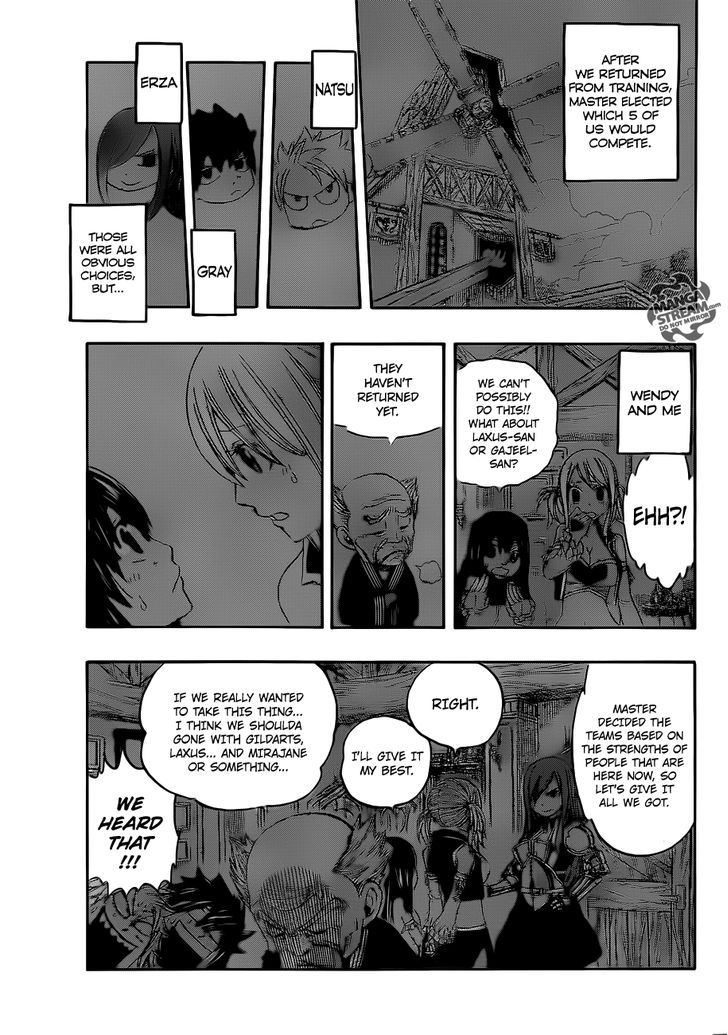 AFTER
WE RETURNED
FROM TRAINING,
MASTER ELECTED
WHICH 5 OF
US WOULD
COMPETE.
NATSU
GRAY
ERZA
THOSE
WERE ALL
OBVIOUS
CHOICES,
BUT...
MANGA
STREAM.com
DO NOT MIRROR
WENDY
AND ME
EHH?!
WE CAN'T
POSSIBLY
DO THIS!!
WHAT ABOUT
LAXUS-SAN
OR GAJEEL-
SAN?
THEY
HAVEN'T
RETURNED
YET.
MASTER
DECIDED THE
TEAMS BASED ON
THE STRENGTHS OF
PEOPLE THAT ARE
HERE NOW, SO
LET'S GIVE IT
ALL WE GOT.
RIGHT.
I'LL GIVE IT
MY BEST.
IF WE REALLY WANTED
TO TAKE THIS THING...
I THINK WE SHOULDA
GONE WITH GILDARTS,
LAXUS... AND MIRAJANE
OR SOMETHING...
WE
HEARD
THAT
!!!